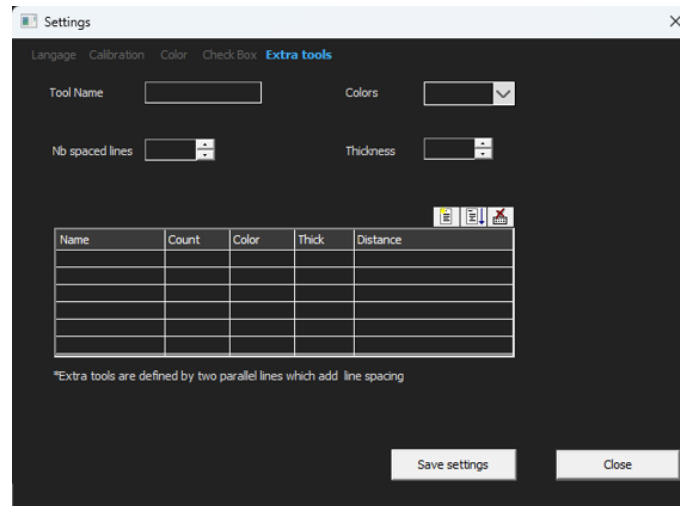 Settings
Langage Calibration Color Check Box Extra tools
Tool Name Colors
Nb spaced lines Thickness
Name Count Color Thick Distance
*Extra tools are defined by two parallel lines which add line spacing
Save settings Close